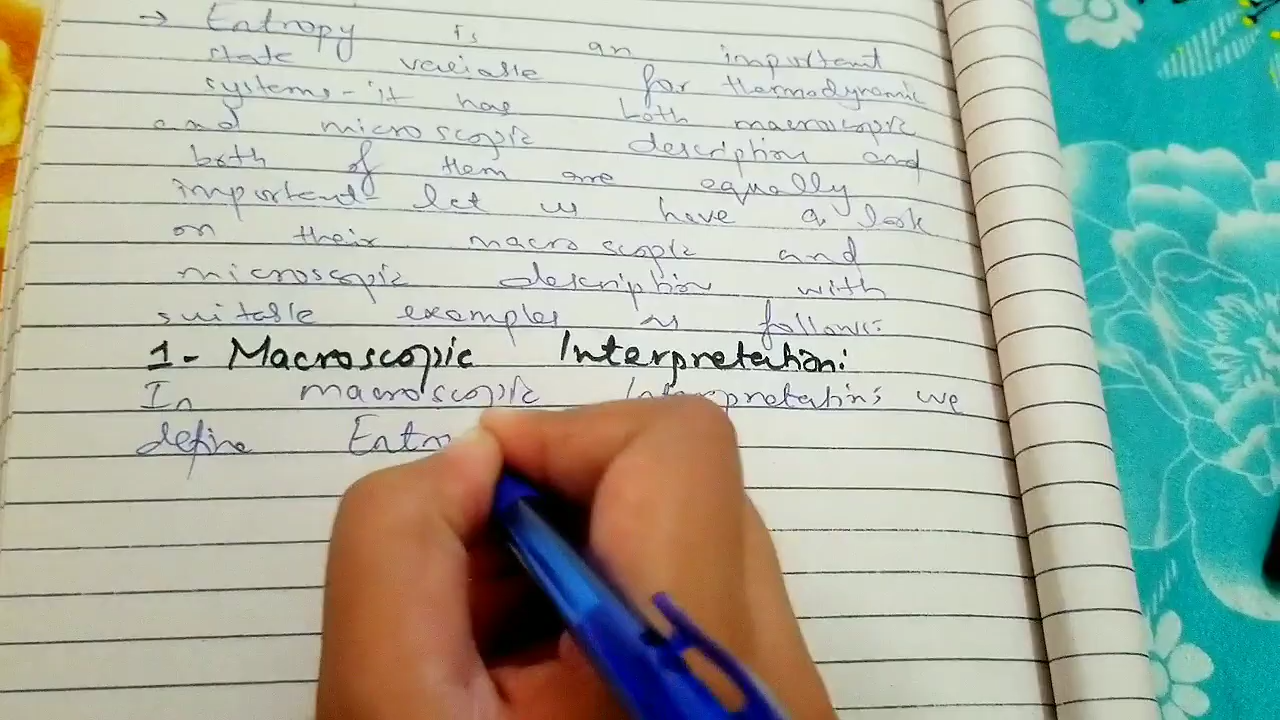 → Entropy is an important
state variable for thermodynamic
systems - it has both macroscopic
and microscopic description and
both of them are equally
important - let us have a look
on their macroscopic and
microscopic description with
suitable examples as follows:
1- Macroscopic Interpretation:
In macroscopic Interpretations we
define Entr